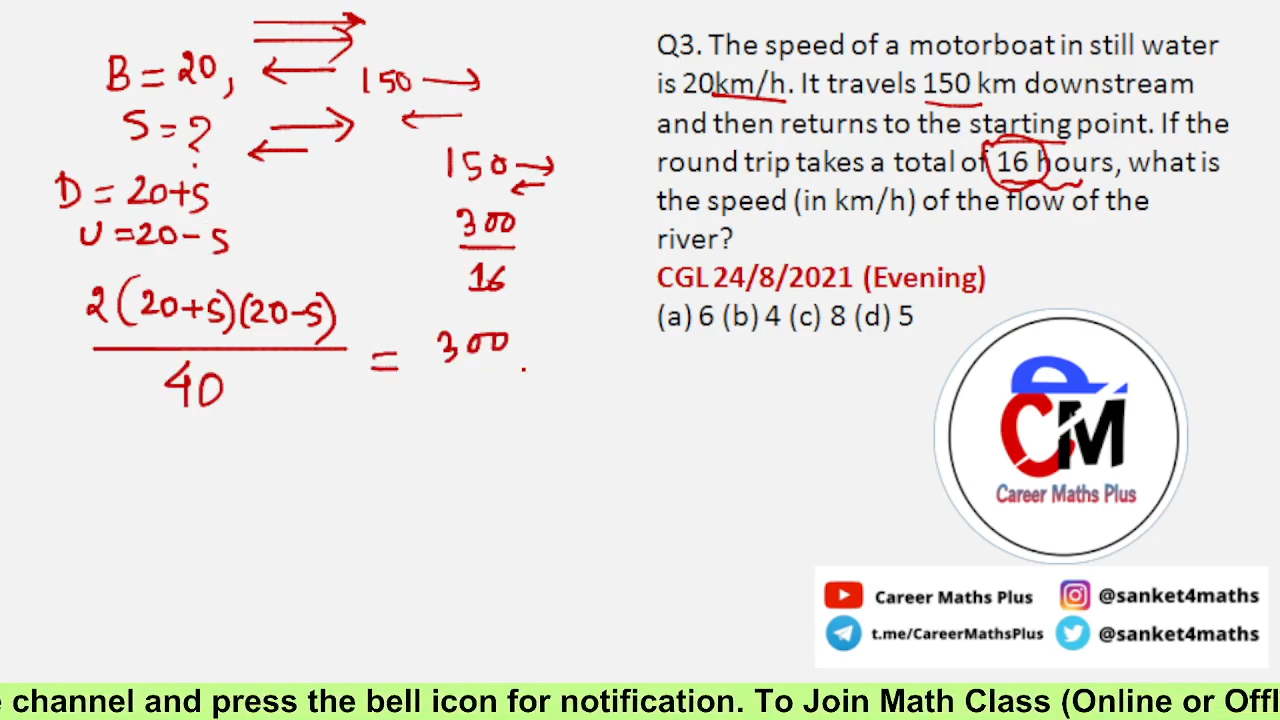 B = 20,
S = ?
D = 20+S
U = 20-S
2(20+S)(20-S)
40
= 300
150
150
300
16
Q3. The speed of a motorboat in still water
is 20km/h. It travels 150 km downstream
and then returns to the starting point. If the
round trip takes a total of 16 hours, what is
the speed (in km/h) of the flow of the
river?
CGL 24/8/2021 (Evening)
(a) 6 (b) 4 (c) 8 (d) 5
CM
Career Maths Plus
Career Maths Plus
@sanket4maths
t.me/CareerMathsPlus
@sanket4maths
channel and press the bell icon for notification. To Join Math Class (Online or Offl